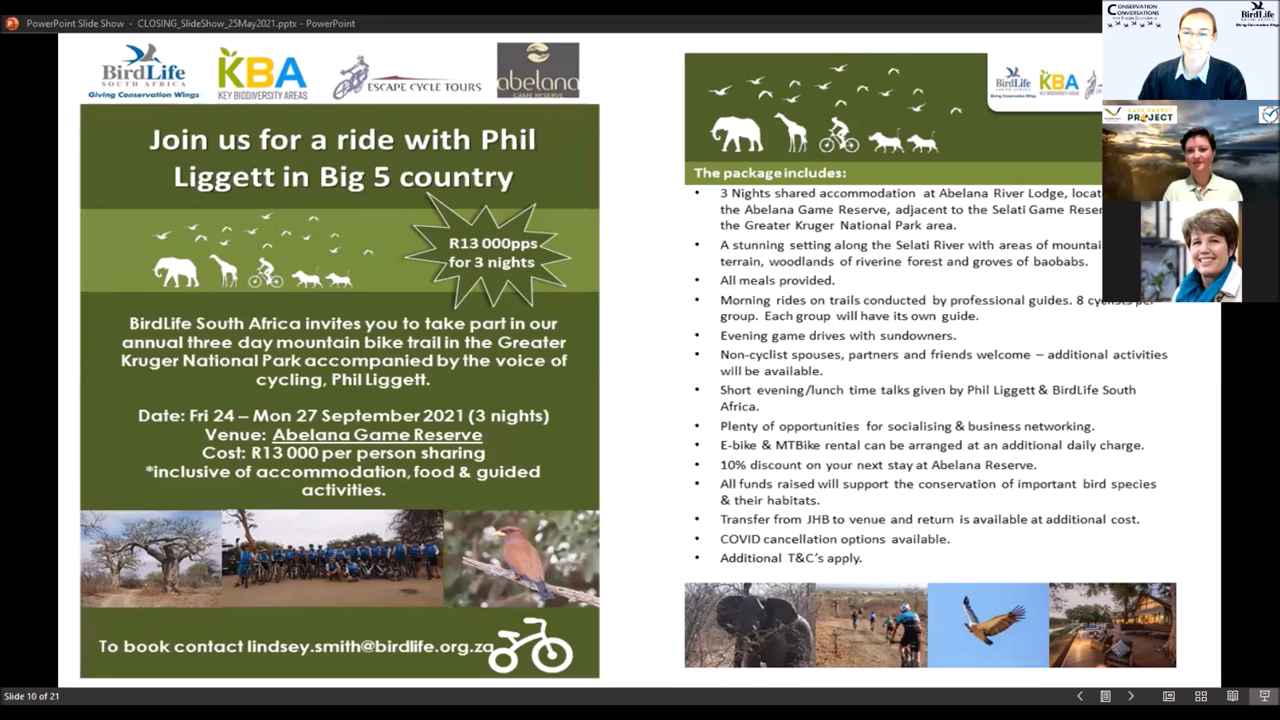 PowerPoint Slide Show - CLOSING_SlideShow_25May2021.pptx - PowerPoint
BirdLife
SOUTH AFRICA
Giving Conservation Wings
KBA
KEY BIODIVERSITY AREAS
ESCAPE CYCLE TOURS
abelana
GAME RESERVE
Join us for a ride with Phil
Liggett in Big 5 country
R13 000pps
for 3 nights
BirdLife South Africa invites you to take part in our
annual three day mountain bike trail in the Greater
Kruger National Park accompanied by the voice of
cycling, Phil Liggett.
Date: Fri 24 – Mon 27 September 2021 (3 nights)
Venue: Abelana Game Reserve
Cost: R13 000 per person sharing
*inclusive of accommodation, food & guided
activities.
To book contact lindsey.smith@birdlife.org.za
BirdLife
SOUTH AFRICA
KBA
The package includes:
• 3 Nights shared accommodation at Abelana River Lodge, locat
the Abelana Game Reserve, adjacent to the Selati Game Reser
the Greater Kruger National Park area.
• A stunning setting along the Selati River with areas of mountai
terrain, woodlands of riverine forest and groves of baobabs.
• All meals provided.
• Morning rides on trails conducted by professional guides. 8 cyclists per
group. Each group will have its own guide.
• Evening game drives with sundowners.
• Non-cyclist spouses, partners and friends welcome – additional activities
will be available.
• Short evening/lunch time talks given by Phil Liggett & BirdLife South
Africa.
• Plenty of opportunities for socialising & business networking.
• E-bike & MTBike rental can be arranged at an additional daily charge.
• 10% discount on your next stay at Abelana Reserve.
• All funds raised will support the conservation of important bird species
& their habitats.
• Transfer from JHB to venue and return is available at additional cost.
• COVID cancellation options available.
• Additional T&C's apply.
CONSERVATION
CONVERSATIONS
BirdLife
CAPE PARROT
PROJECT
Slide 10 of 21